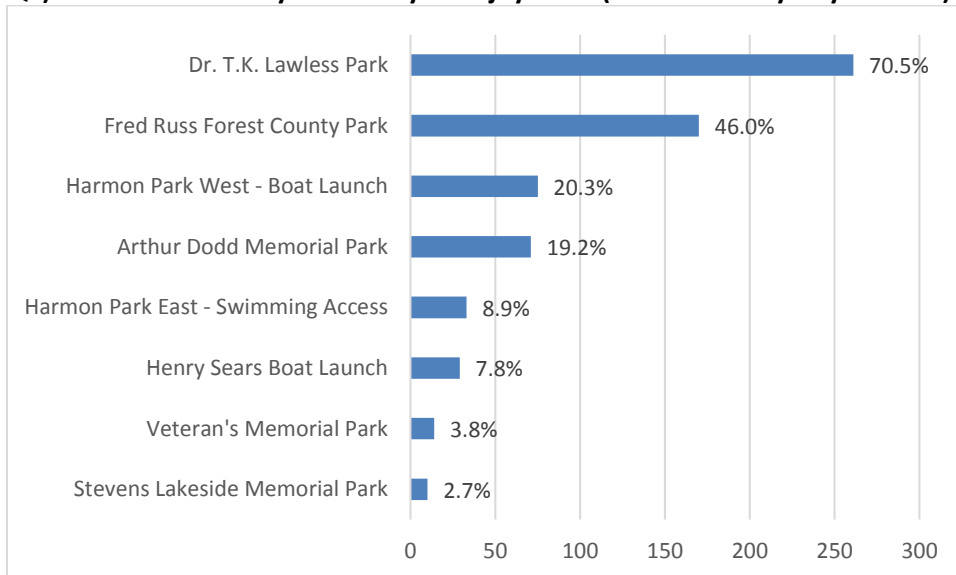 Dr. T.K. Lawless Park 70.5%
Fred Russ Forest County Park 46.0%
Harmon Park West - Boat Launch 20.3%
Arthur Dodd Memorial Park 19.2%
Harmon Park East - Swimming Access 8.9%
Henry Sears Boat Launch 7.8%
Veteran's Memorial Park 3.8%
Stevens Lakeside Memorial Park 2.7%
0 50 100 150 200 250 300